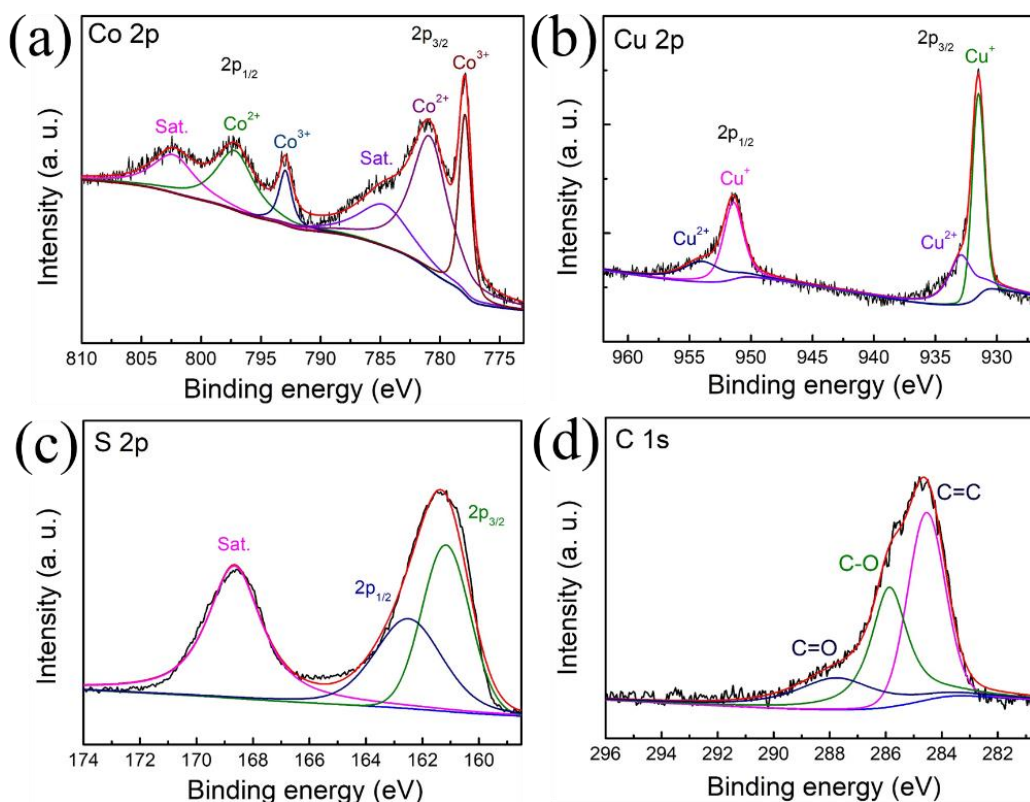 (a)
Co 2p
2p₁/₂
2p₃/₂
Co³⁺
Co²⁺
Sat.
Co²⁺
Co³⁺
Sat.
Intensity (a. u.)
810 805 800 795 790 785 780 775
Binding energy (eV)
(b)
Cu 2p
2p₃/₂
Cu⁺
2p₁/₂
Cu⁺
Cu²⁺
Cu²⁺
Intensity (a. u.)
960 955 950 945 940 935 930
Binding energy (eV)
(c)
S 2p
2p₃/₂
Sat.
2p₁/₂
Intensity (a. u.)
174 172 170 168 166 164 162 160
Binding energy (eV)
(d)
C 1s
C=C
C-O
C=O
Intensity (a. u.)
296 294 292 290 288 286 284 282
Binding energy (eV)